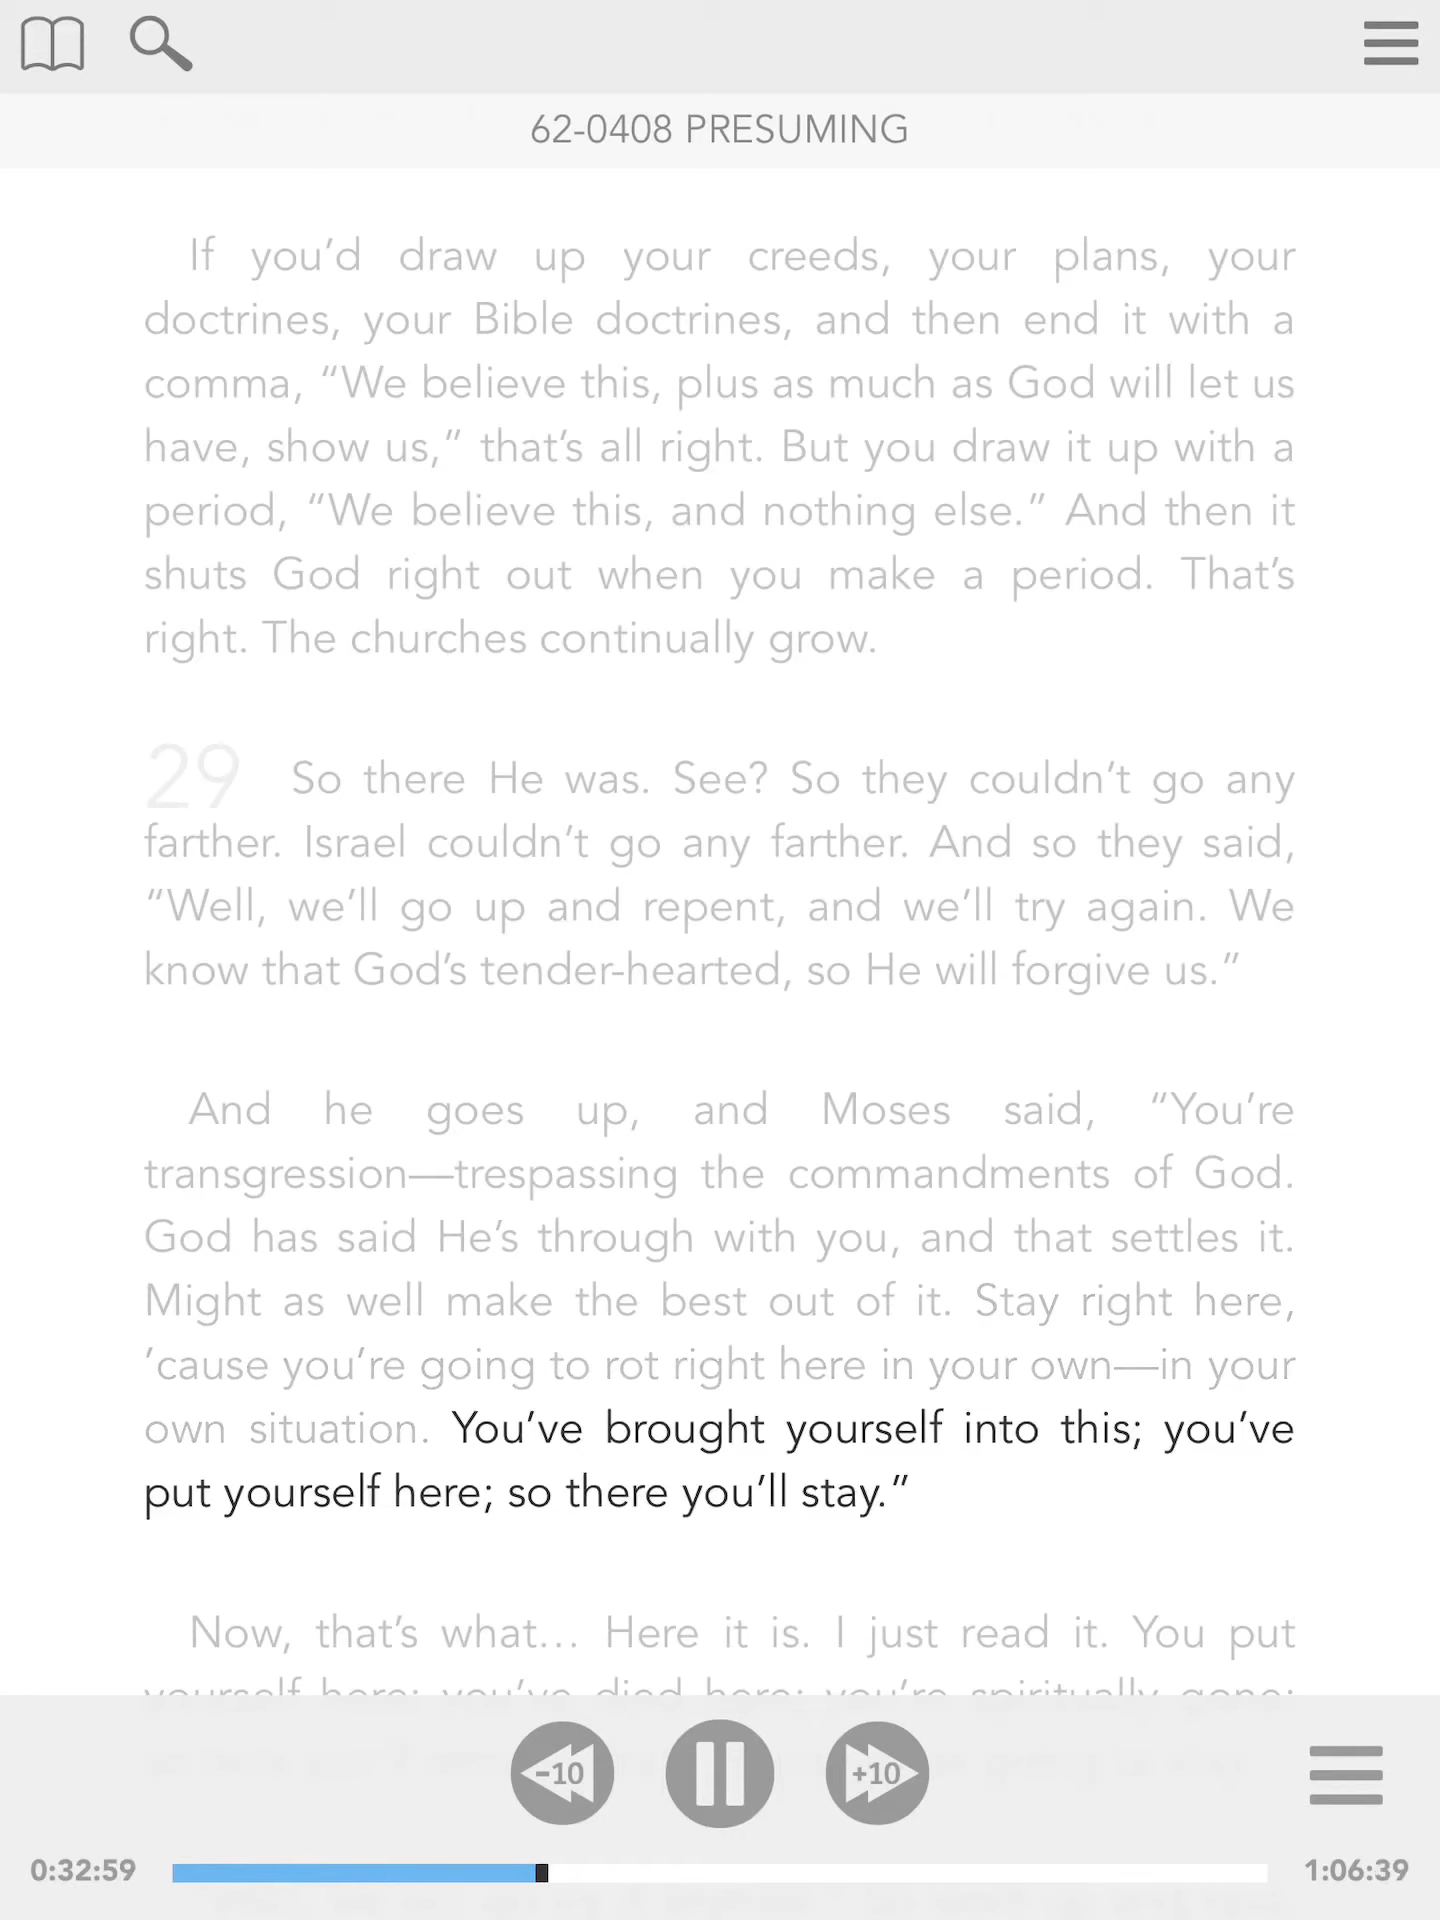 62-0408 PRESUMING
If you’d draw up your creeds, your plans, your
doctrines, your Bible doctrines, and then end it with a
comma, “We believe this, plus as much as God will let us
have, show us,” that’s all right. But you draw it up with a
period, “We believe this, and nothing else.” And then it
shuts God right out when you make a period. That’s
right. The churches continually grow.
29 So there He was. See? So they couldn’t go any
farther. Israel couldn’t go any farther. And so they said,
“Well, we’ll go up and repent, and we’ll try again. We
know that God’s tender-hearted, so He will forgive us.”
And he goes up, and Moses said, “You’re
transgression—trespassing the commandments of God.
God has said He’s through with you, and that settles it.
Might as well make the best out of it. Stay right here,
’cause you’re going to rot right here in your own—in your
own situation. You’ve brought yourself into this; you’ve
put yourself here; so there you’ll stay.”
Now, that’s what… Here it is. I just read it. You put
yourself here; you’ve died here; you’re spiritually gone;
-10 +10
0:32:59 1:06:39